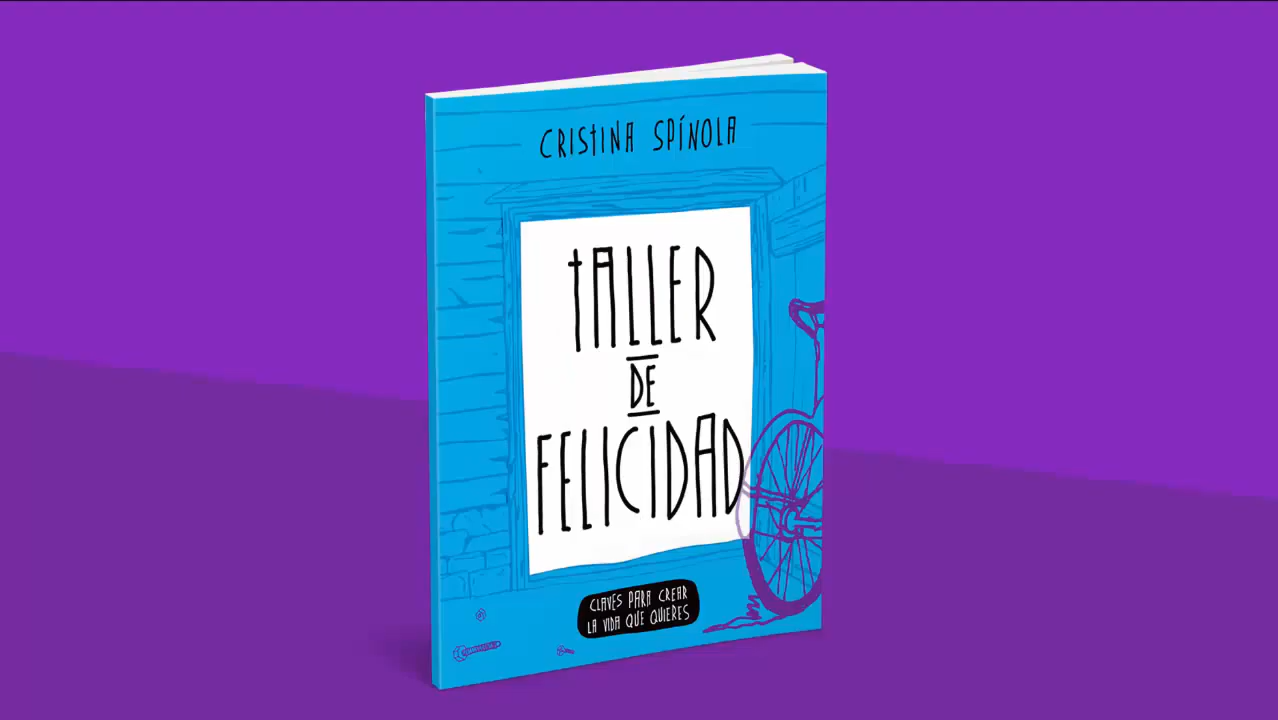 CRISTINA SPÍNOLA
TALLER
DE
FELICIDAD
CLAVES PARA CREAR
LA VIDA QUE QUIERES